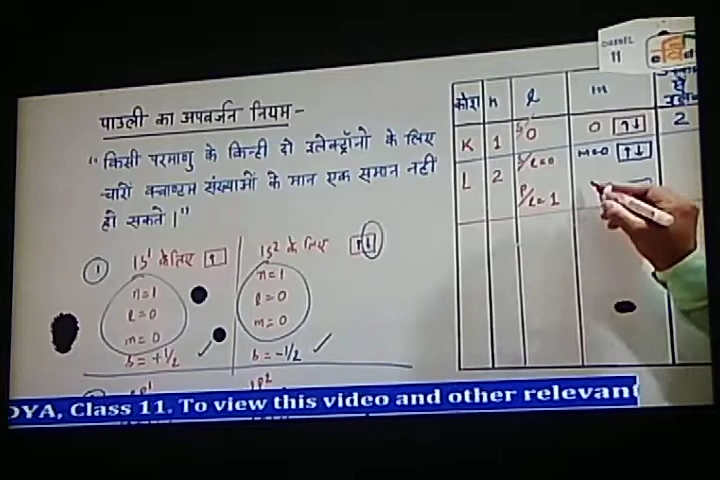 CHANNEL
11
पाउली का अपवर्जन नियम-
"किसी परमाणु के किन्ही दो इलेक्ट्रॉनो के लिए
चारों क्वाण्टम संख्याओं के मान एक समान नहीं
हो सकते।"
① 1s¹ के लिए ↑
n=1
l=0
m=0
s=+1/2 ✓
1s² के लिए ↑↓
n=1
l=0
m=0
s=-1/2 ✓
कोश n l m
K 1 s/0 0 ↑↓ 2
L 2 s/l=0 m=0 ↑↓
p/l=1
DYA, Class 11. To view this video and other relevant